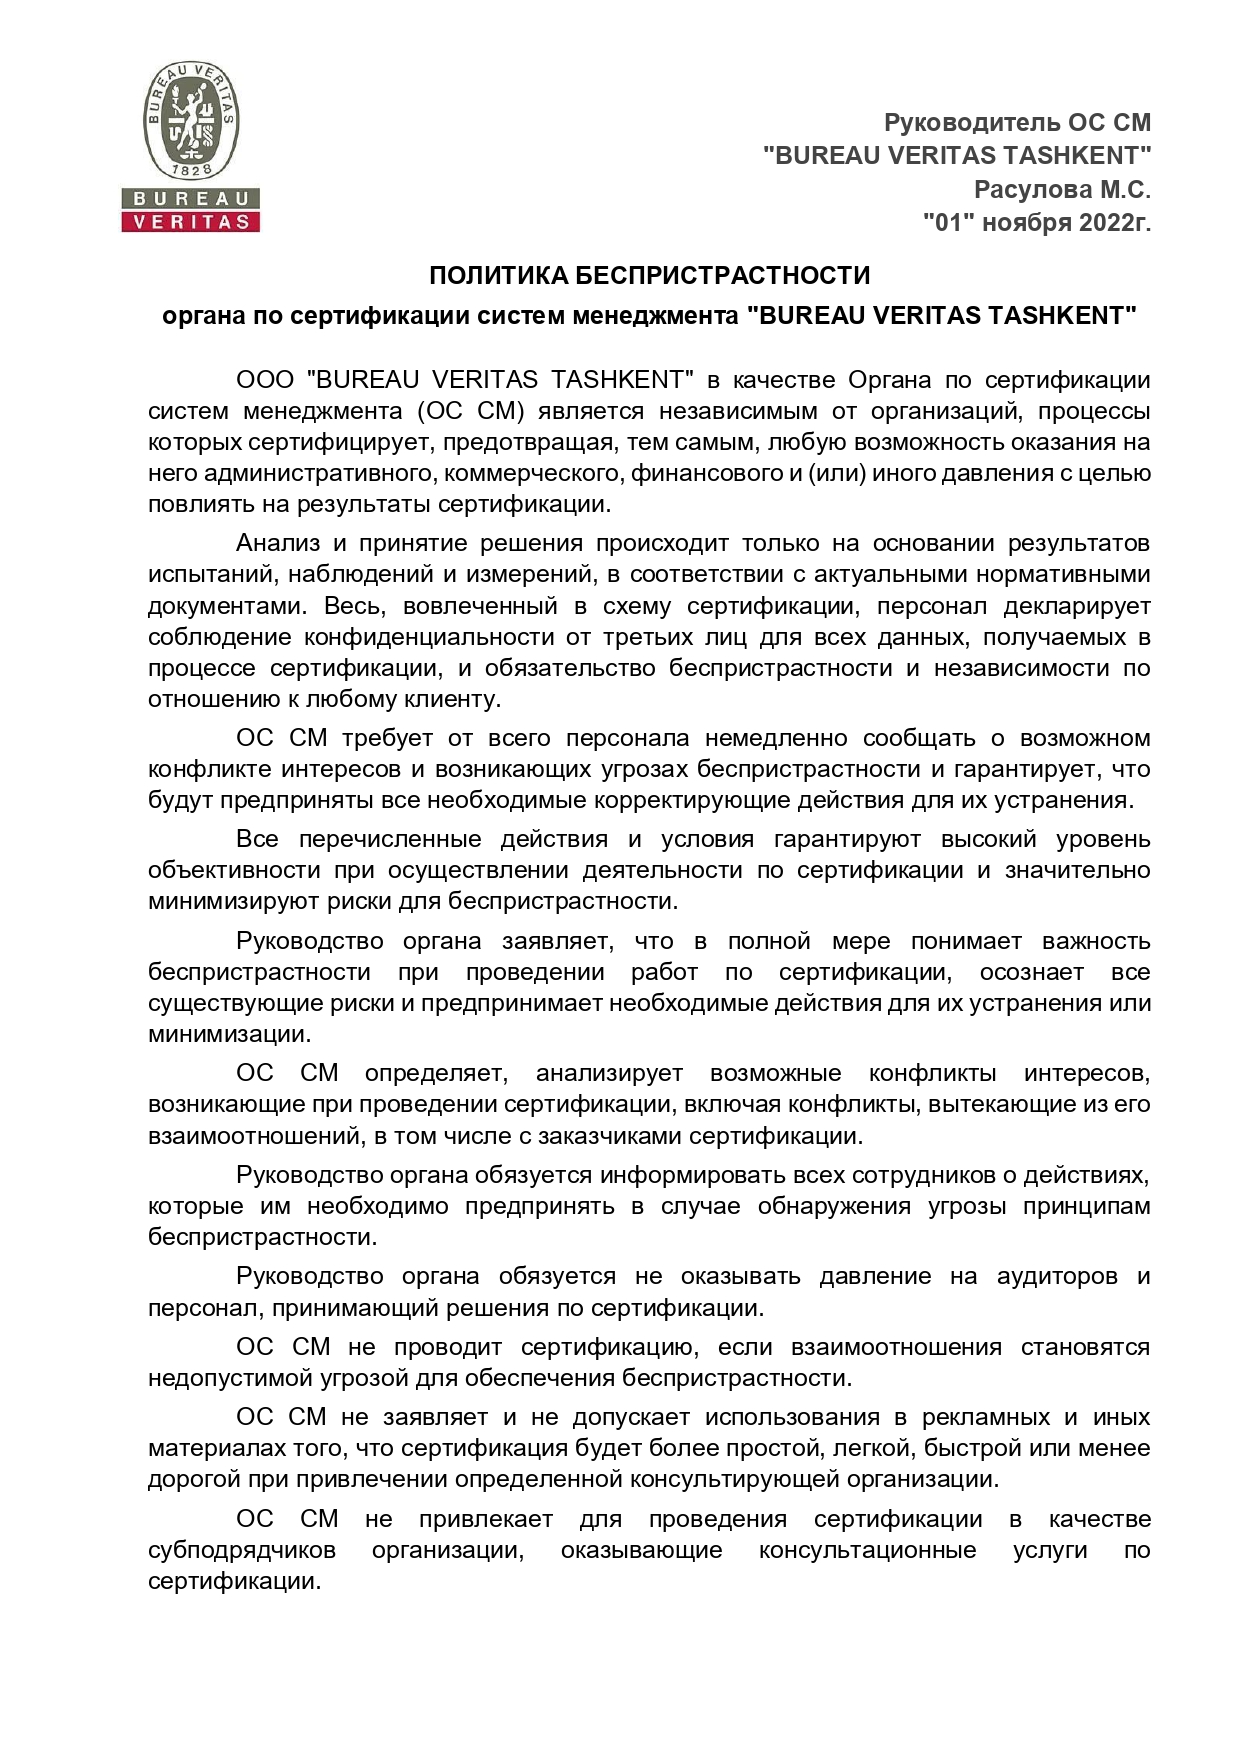 BUREAU VERITAS
1828
BUREAU
VERITAS
Руководитель ОС СМ
"BUREAU VERITAS TASHKENT"
Расулова М.С.
"01" ноября 2022г.
ПОЛИТИКА БЕСПРИСТРАСТНОСТИ
органа по сертификации систем менеджмента "BUREAU VERITAS TASHKENT"
ООО "BUREAU VERITAS TASHKENT" в качестве Органа по сертификации
систем менеджмента (ОС СМ) является независимым от организаций, процессы
которых сертифицирует, предотвращая, тем самым, любую возможность оказания на
него административного, коммерческого, финансового и (или) иного давления с целью
повлиять на результаты сертификации.
Анализ и принятие решения происходит только на основании результатов
испытаний, наблюдений и измерений, в соответствии с актуальными нормативными
документами. Весь, вовлеченный в схему сертификации, персонал декларирует
соблюдение конфиденциальности от третьих лиц для всех данных, получаемых в
процессе сертификации, и обязательство беспристрастности и независимости по
отношению к любому клиенту.
ОС СМ требует от всего персонала немедленно сообщать о возможном
конфликте интересов и возникающих угрозах беспристрастности и гарантирует, что
будут предприняты все необходимые корректирующие действия для их устранения.
Все перечисленные действия и условия гарантируют высокий уровень
объективности при осуществлении деятельности по сертификации и значительно
минимизируют риски для беспристрастности.
Руководство органа заявляет, что в полной мере понимает важность
беспристрастности при проведении работ по сертификации, осознает все
существующие риски и предпринимает необходимые действия для их устранения или
минимизации.
ОС СМ определяет, анализирует возможные конфликты интересов,
возникающие при проведении сертификации, включая конфликты, вытекающие из его
взаимоотношений, в том числе с заказчиками сертификации.
Руководство органа обязуется информировать всех сотрудников о действиях,
которые им необходимо предпринять в случае обнаружения угрозы принципам
беспристрастности.
Руководство органа обязуется не оказывать давление на аудиторов и
персонал, принимающий решения по сертификации.
ОС СМ не проводит сертификацию, если взаимоотношения становятся
недопустимой угрозой для обеспечения беспристрастности.
ОС СМ не заявляет и не допускает использования в рекламных и иных
материалах того, что сертификация будет более простой, легкой, быстрой или менее
дорогой при привлечении определенной консультирующей организации.
ОС СМ не привлекает для проведения сертификации в качестве
субподрядчиков организации, оказывающие консультационные услуги по
сертификации.